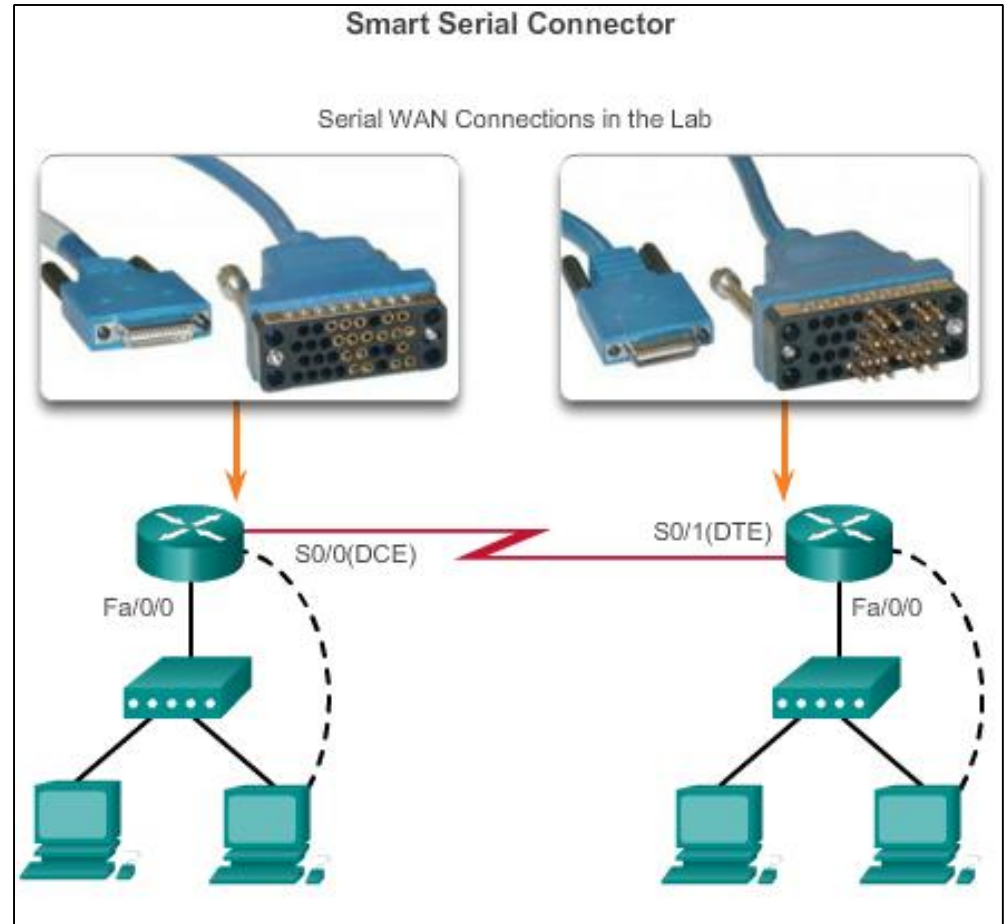 Smart Serial Connector
Serial WAN Connections in the Lab
S0/0(DCE)
S0/1(DTE)
Fa/0/0
Fa/0/0